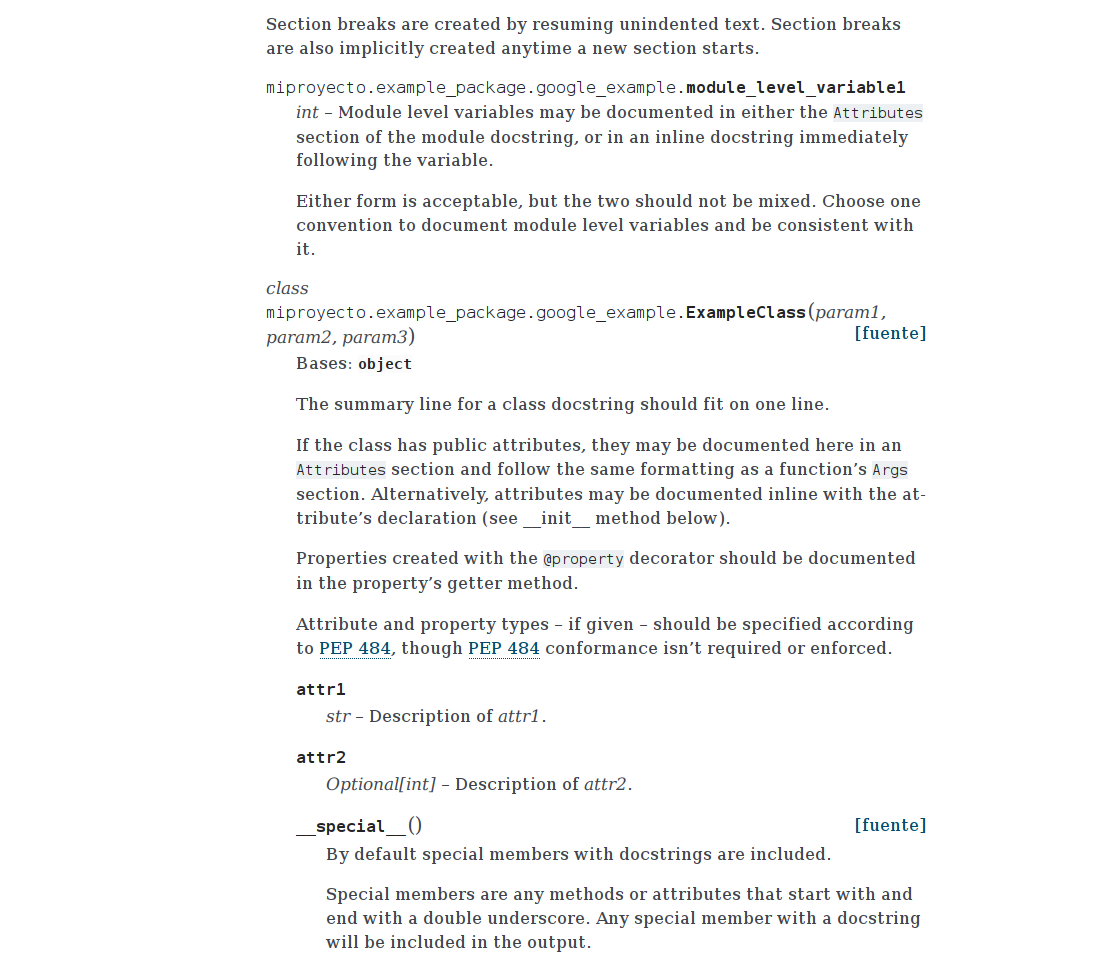 Section breaks are created by resuming unindented text. Section breaks
are also implicitly created anytime a new section starts.
miproyecto.example_package.google_example.module_level_variable1
int – Module level variables may be documented in either the Attributes
section of the module docstring, or in an inline docstring immediately
following the variable.
Either form is acceptable, but the two should not be mixed. Choose one
convention to document module level variables and be consistent with
it.
class
miproyecto.example_package.google_example.ExampleClass(param1,
param2, param3) [fuente]
Bases: object
The summary line for a class docstring should fit on one line.
If the class has public attributes, they may be documented here in an
Attributes section and follow the same formatting as a function’s Args
section. Alternatively, attributes may be documented inline with the at-
tribute’s declaration (see __init__ method below).
Properties created with the @property decorator should be documented
in the property’s getter method.
Attribute and property types – if given – should be specified according
to PEP 484, though PEP 484 conformance isn’t required or enforced.
attr1
str – Description of attr1.
attr2
Optional[int] – Description of attr2.
__special__() [fuente]
By default special members with docstrings are included.
Special members are any methods or attributes that start with and
end with a double underscore. Any special member with a docstring
will be included in the output.